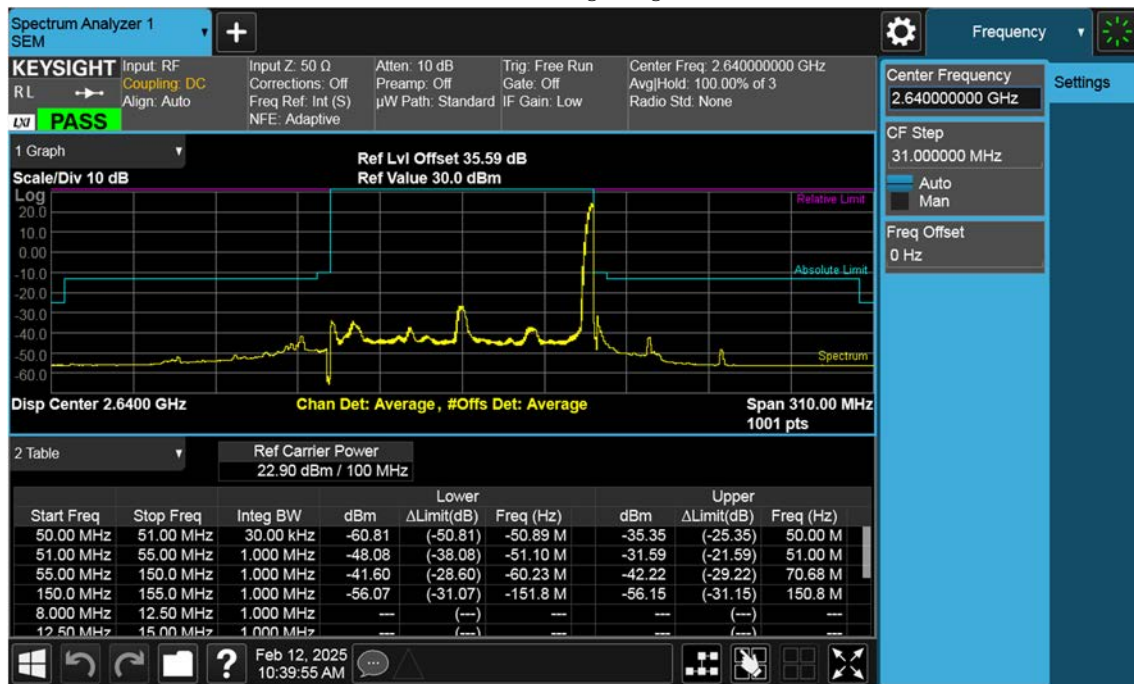 Spectrum Analyzer 1
SEM
+
Frequency
KEYSIGHT
RL
LXI PASS
Input: RF
Coupling: DC
Align: Auto
Input Z: 50 Ω
Corrections: Off
Freq Ref: Int (S)
NFE: Adaptive
Atten: 10 dB
Preamp: Off
µW Path: Standard
Trig: Free Run
Gate: Off
IF Gain: Low
Center Freq: 2.640000000 GHz
Avg|Hold: 100.00% of 3
Radio Std: None
Center Frequency
2.640000000 GHz
Settings
CF Step
31.000000 MHz
Auto
Man
Freq Offset
0 Hz
1 Graph
Scale/Div 10 dB
Ref Lvl Offset 35.59 dB
Ref Value 30.0 dBm
Log
20.0
10.0
0.00
-10.0
-20.0
-30.0
-40.0
-50.0
-60.0
Relative Limit
Absolute Limit
Spectrum
Disp Center 2.6400 GHz
Chan Det: Average, #Offs Det: Average
Span 310.00 MHz
1001 pts
2 Table
Ref Carrier Power
22.90 dBm / 100 MHz
Lower Upper
Start Freq Stop Freq Integ BW dBm ΔLimit(dB) Freq (Hz) dBm ΔLimit(dB) Freq (Hz)
50.00 MHz 51.00 MHz 30.00 kHz -60.81 (-50.81) -50.89 M -35.35 (-25.35) 50.00 M
51.00 MHz 55.00 MHz 1.000 MHz -48.08 (-38.08) -51.10 M -31.59 (-21.59) 51.00 M
55.00 MHz 150.0 MHz 1.000 MHz -41.60 (-28.60) -60.23 M -42.22 (-29.22) 70.68 M
150.0 MHz 155.0 MHz 1.000 MHz -56.07 (-31.07) -151.8 M -56.15 (-31.15) 150.8 M
8.000 MHz 12.50 MHz 1.000 MHz --- (---) --- --- (---) ---
12.50 MHz 15.00 MHz 1.000 MHz --- (---) --- --- (---) ---
?
Feb 12, 2025
10:39:55 AM